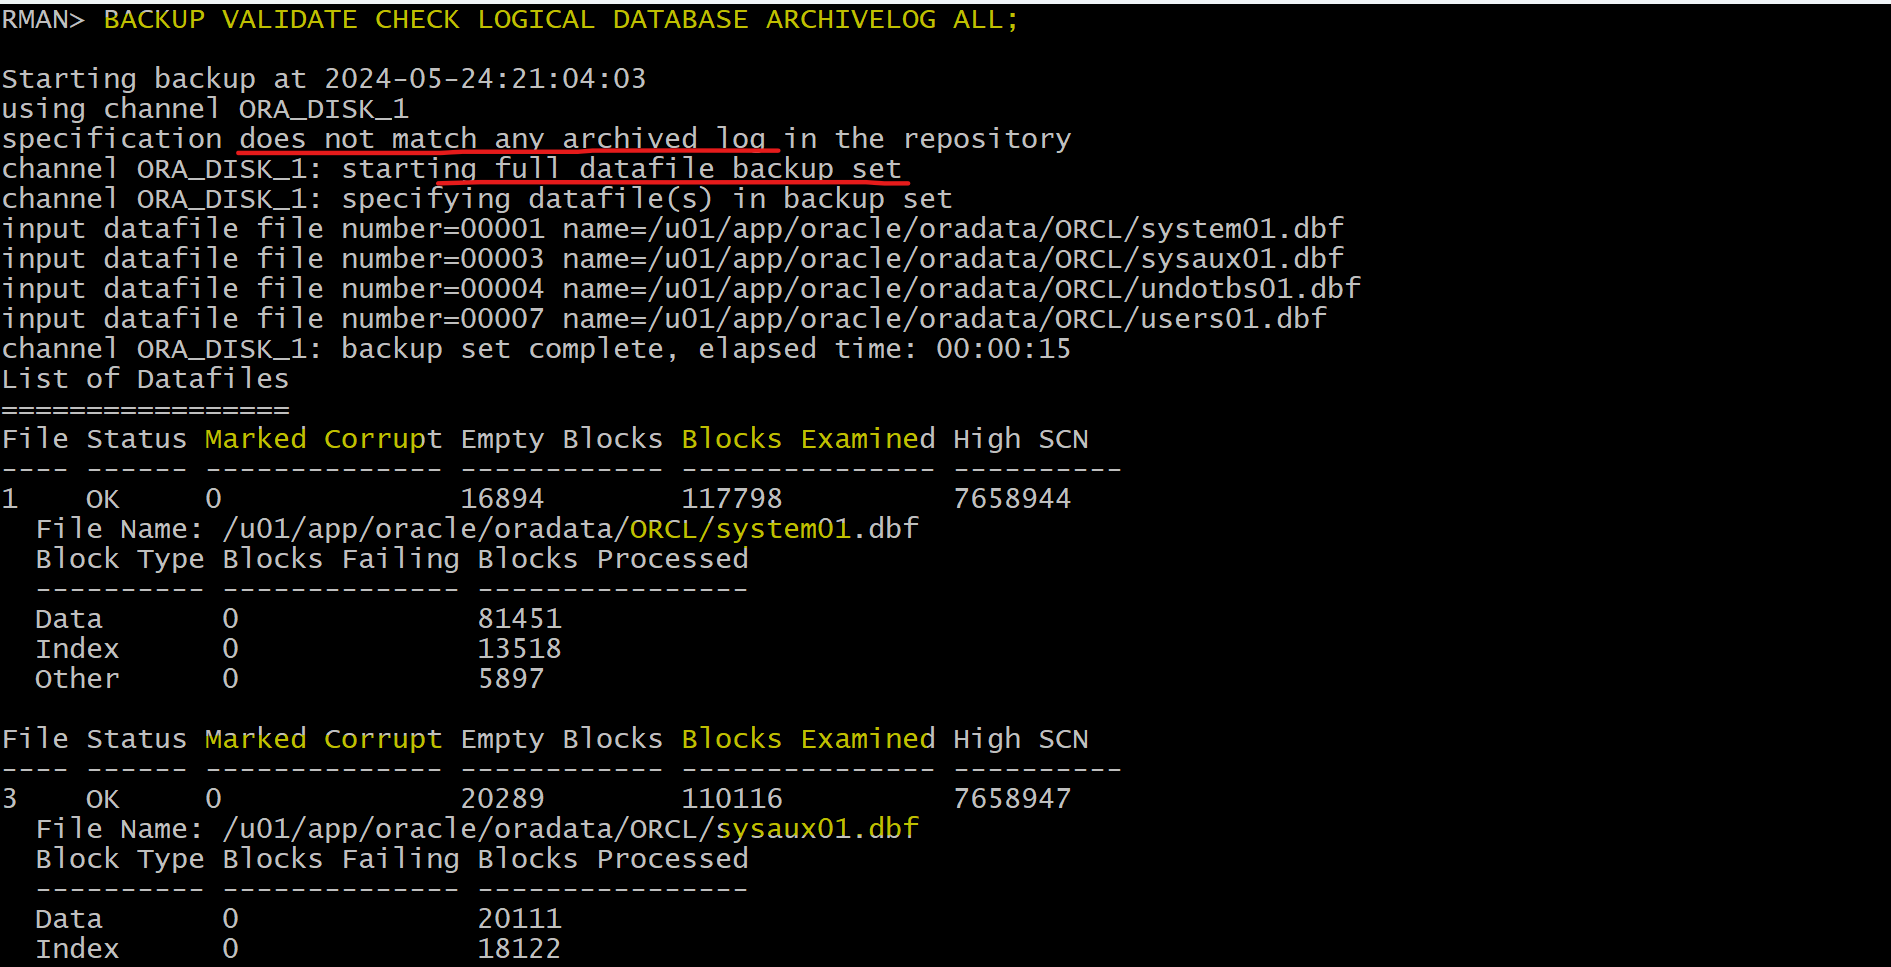 RMAN> BACKUP VALIDATE CHECK LOGICAL DATABASE ARCHIVELOG ALL;
Starting backup at 2024-05-24:21:04:03
using channel ORA_DISK_1
specification does not match any archived log in the repository
channel ORA_DISK_1: starting full datafile backup set
channel ORA_DISK_1: specifying datafile(s) in backup set
input datafile file number=00001 name=/u01/app/oracle/oradata/ORCL/system01.dbf
input datafile file number=00003 name=/u01/app/oracle/oradata/ORCL/sysaux01.dbf
input datafile file number=00004 name=/u01/app/oracle/oradata/ORCL/undotbs01.dbf
input datafile file number=00007 name=/u01/app/oracle/oradata/ORCL/users01.dbf
channel ORA_DISK_1: backup set complete, elapsed time: 00:00:15
List of Datafiles
=================
File Status Marked Corrupt Empty Blocks Blocks Examined High SCN
---- ------ -------------- ------------ --------------- ----------
1    OK     0              16894        117798          7658944
  File Name: /u01/app/oracle/oradata/ORCL/system01.dbf
  Block Type Blocks Failing Blocks Processed
  ---------- -------------- ----------------
  Data       0              81451
  Index      0              13518
  Other      0              5897
File Status Marked Corrupt Empty Blocks Blocks Examined High SCN
---- ------ -------------- ------------ --------------- ----------
3    OK     0              20289        110116          7658947
  File Name: /u01/app/oracle/oradata/ORCL/sysaux01.dbf
  Block Type Blocks Failing Blocks Processed
  ---------- -------------- ----------------
  Data       0              20111
  Index      0              18122